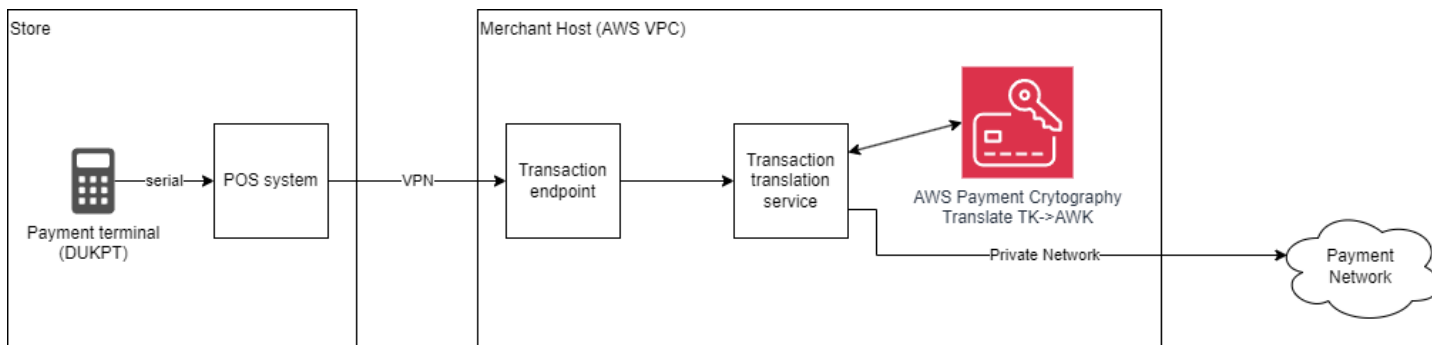 Store
Merchant Host (AWS VPC)
Payment terminal
(DUKPT)
serial
POS system
VPN
Transaction
endpoint
Transaction
translation
service
AWS Payment Crytography
Translate TK->AWK
Private Network
Payment
Network